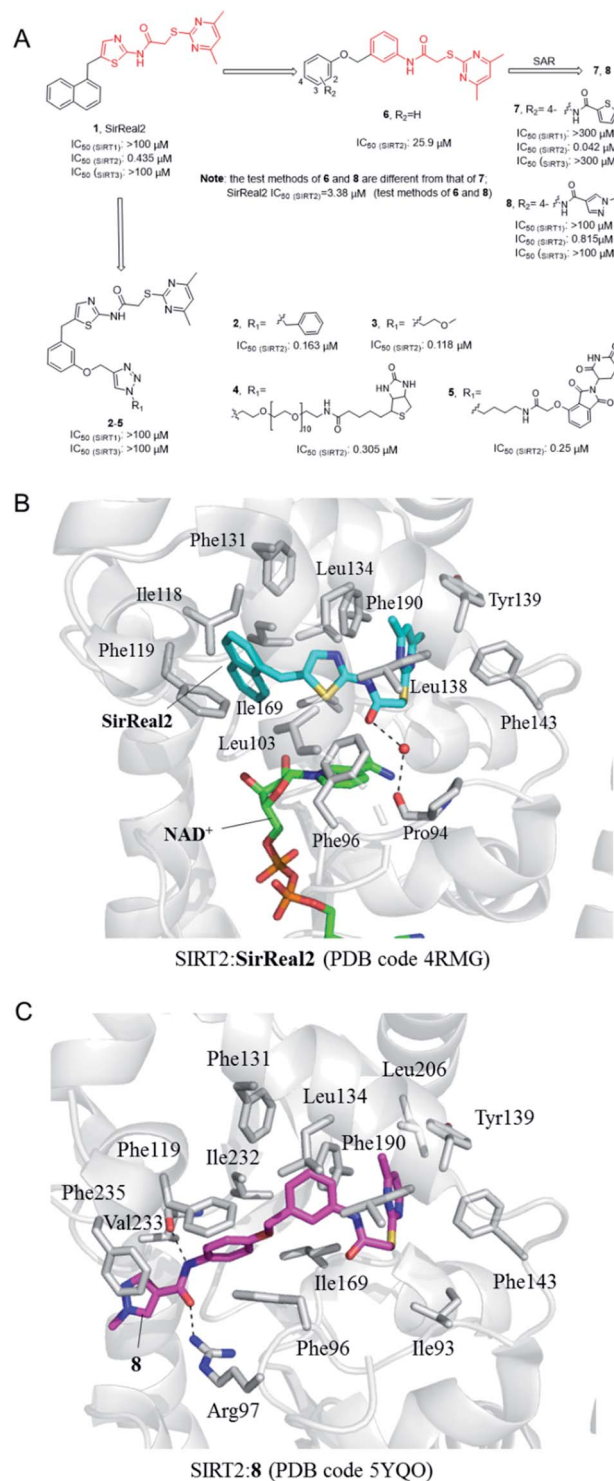 A
1, SirReal2
IC50 (SIRT1): >100 μM
IC50 (SIRT2): 0.435 μM
IC50 (SIRT3): >100 μM
6, R2=H
IC50 (SIRT2): 25.9 μM
Note: the test methods of 6 and 8 are different from that of 7;
SirReal2 IC50 (SIRT2)=3.38 μM (test methods of 6 and 8)
SAR
7, 8
7, R2= 4-
IC50 (SIRT1): >300 μM
IC50 (SIRT2): 0.042 μM
IC50 (SIRT3): >300 μM
8, R2= 4-
IC50 (SIRT1): >100 μM
IC50 (SIRT2): 0.815μM
IC50 (SIRT3): >100 μM
2-5
IC50 (SIRT1): >100 μM
IC50 (SIRT3): >100 μM
2, R1=
IC50 (SIRT2): 0.163 μM
3, R1=
IC50 (SIRT2): 0.118 μM
4, R1=
IC50 (SIRT2): 0.305 μM
5, R1=
IC50 (SIRT2): 0.25 μM
B
Phe131
Leu134
Ile118
Phe190
Tyr139
Phe119
SirReal2
Ile169
Leu138
Phe143
Leu103
NAD+
Phe96
Pro94
SIRT2:SirReal2 (PDB code 4RMG)
C
Phe131
Leu206
Leu134
Tyr139
Phe119
Phe190
Ile232
Phe235
Val233
Phe143
Ile169
8
Phe96
Ile93
Arg97
SIRT2:8 (PDB code 5YQO)